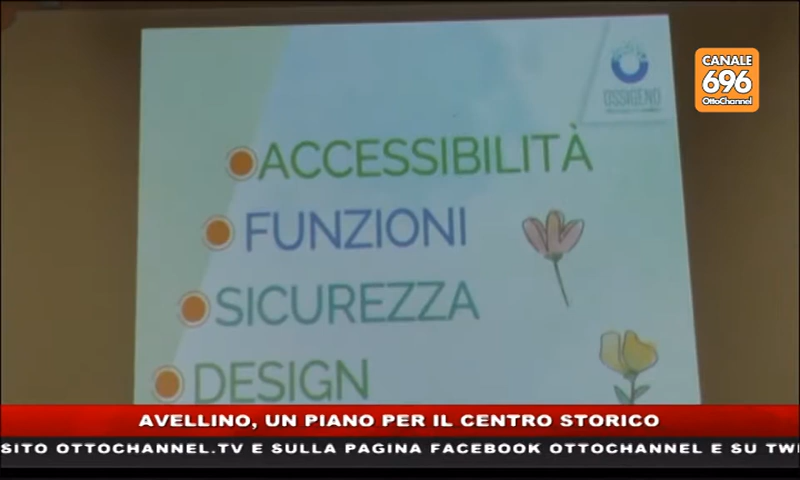 CANALE
696
OttoChannel
OSSIGENO
ACCESSIBILITÀ
FUNZIONI
SICUREZZA
DESIGN
AVELLINO, UN PIANO PER IL CENTRO STORICO
SITO OTTOCHANNEL.TV E SULLA PAGINA FACEBOOK OTTOCHANNEL E SU TWI